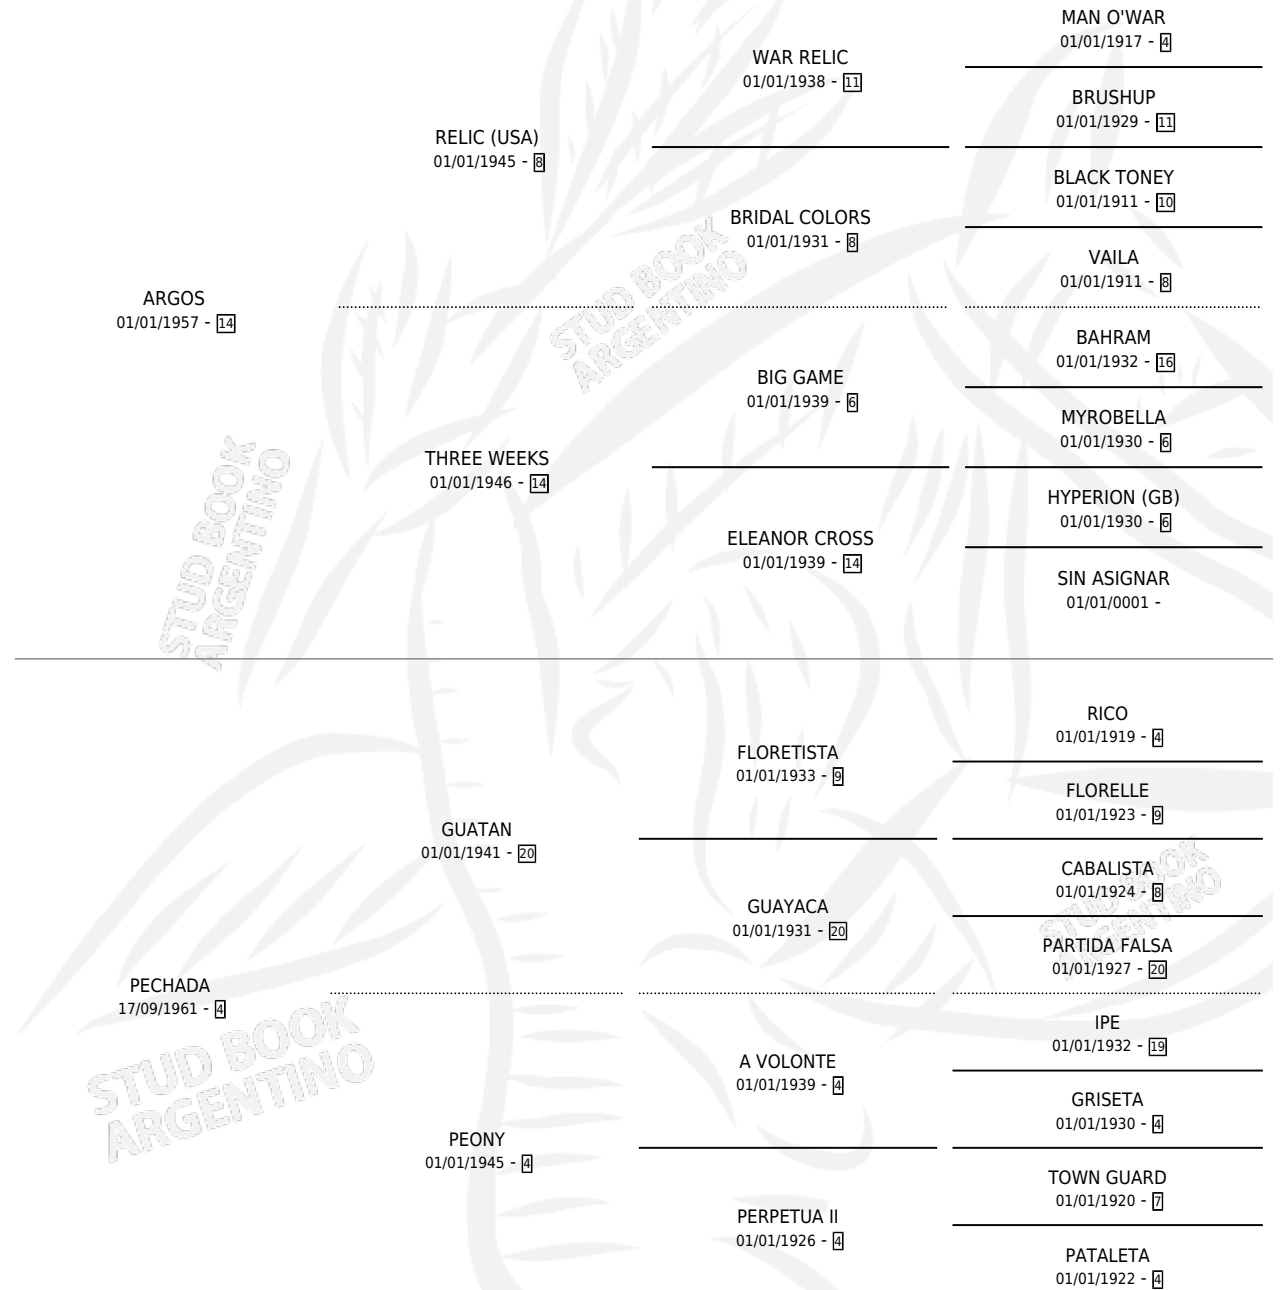 MAN O'WAR
01/01/1917 - 4
WAR RELIC
01/01/1938 - 11
BRUSHUP
01/01/1929 - 11
RELIC (USA)
01/01/1945 - 8
BLACK TONEY
01/01/1911 - 10
BRIDAL COLORS
01/01/1931 - 8
VAILA
01/01/1911 - 8
ARGOS
01/01/1957 - 14
BAHRAM
01/01/1932 - 16
BIG GAME
01/01/1939 - 6
MYROBELLA
01/01/1930 - 6
THREE WEEKS
01/01/1946 - 14
HYPERION (GB)
01/01/1930 - 6
ELEANOR CROSS
01/01/1939 - 14
SIN ASIGNAR
01/01/0001 -
RICO
01/01/1919 - 4
FLORETISTA
01/01/1933 - 9
FLORELLE
01/01/1923 - 9
GUATAN
01/01/1941 - 20
CABALISTA
01/01/1924 - 8
GUAYACA
01/01/1931 - 20
PARTIDA FALSA
01/01/1927 - 20
PECHADA
17/09/1961 - 4
IPE
01/01/1932 - 19
A VOLONTE
01/01/1939 - 4
GRISETA
01/01/1930 - 4
PEONY
01/01/1945 - 4
TOWN GUARD
01/01/1920 - 7
PERPETUA II
01/01/1926 - 4
PATALETA
01/01/1922 - 4
STUD BOOK
ARGENTINO
STUD BOOK
ARGENTINO
STUD BOOK
ARGENTINO
STUD BOOK
ARGENTINO